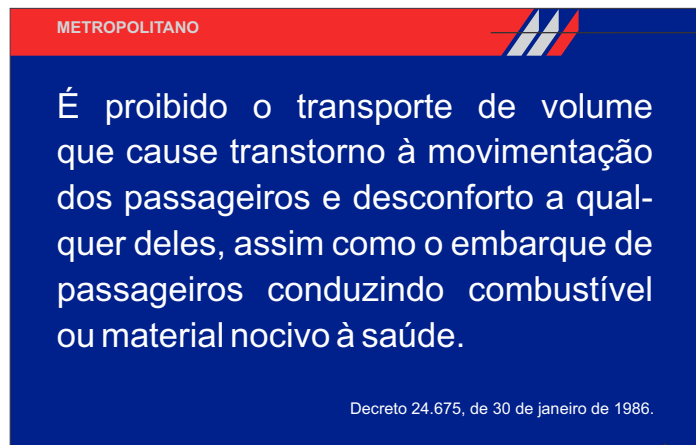 METROPOLITANO
É proibido o transporte de volume
que cause transtorno à movimentação
dos passageiros e desconforto a qual-
quer deles, assim como o embarque de
passageiros conduzindo combustível
ou material nocivo à saúde.
Decreto 24.675, de 30 de janeiro de 1986.